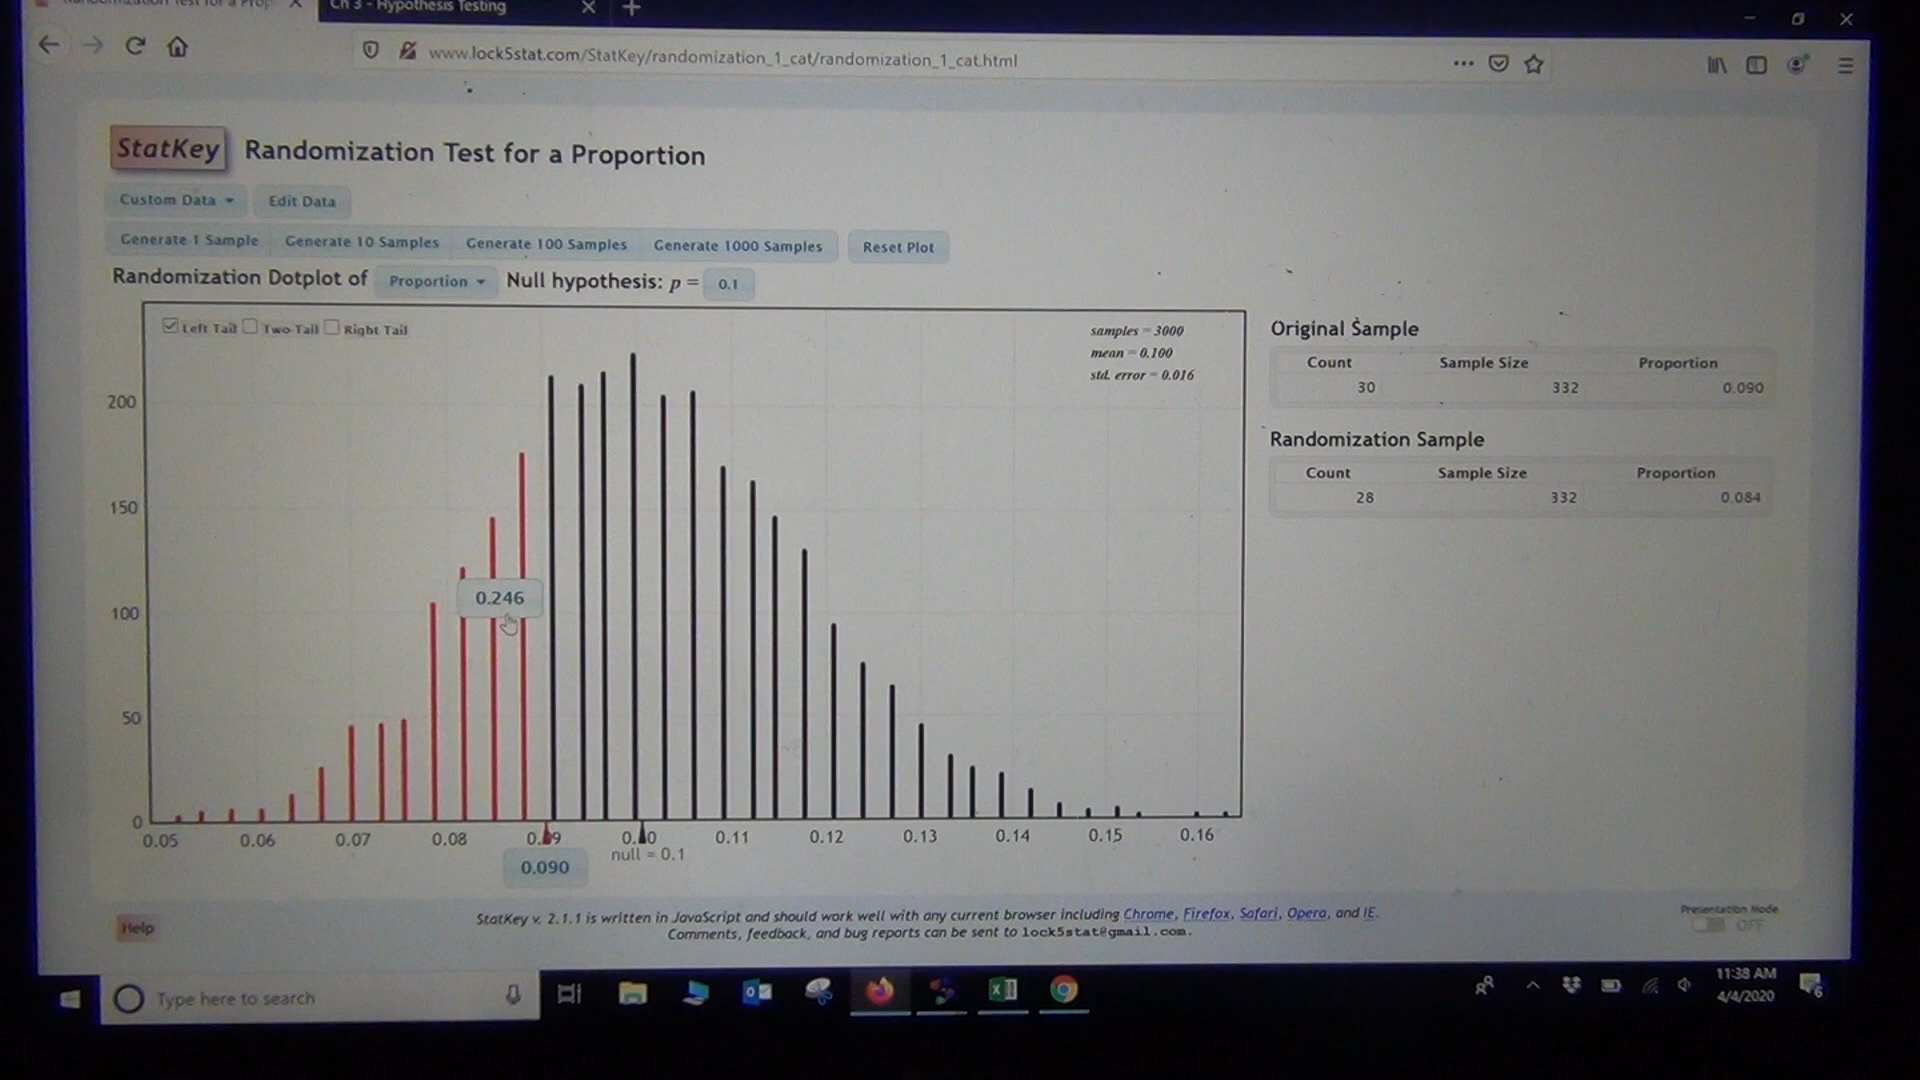 Ch 3 - Hypothesis Testing
www.lock5stat.com/StatKey/randomization_1_cat/randomization_1_cat.html
StatKey Randomization Test for a Proportion
Custom Data Edit Data
Generate 1 Sample Generate 10 Samples Generate 100 Samples Generate 1000 Samples Reset Plot
Randomization Dotplot of Proportion Null hypothesis: p = 0.1
Left Tail Two-Tail Right Tail
samples = 3000
mean = 0.100
std. error = 0.016
200
150
100
50
0
0.246
0.05 0.06 0.07 0.08 0.09 0.10 0.11 0.12 0.13 0.14 0.15 0.16
null = 0.1
0.090
Original Sample
Count Sample Size Proportion
30 332 0.090
Randomization Sample
Count Sample Size Proportion
28 332 0.084
Help
StatKey v. 2.1.1 is written in JavaScript and should work well with any current browser including Chrome, Firefox, Safari, Opera, and IE.
Comments, feedback, and bug reports can be sent to lock5stat@gmail.com.
Presentation Mode
OFF
Type here to search
11:38 AM
4/4/2020
6